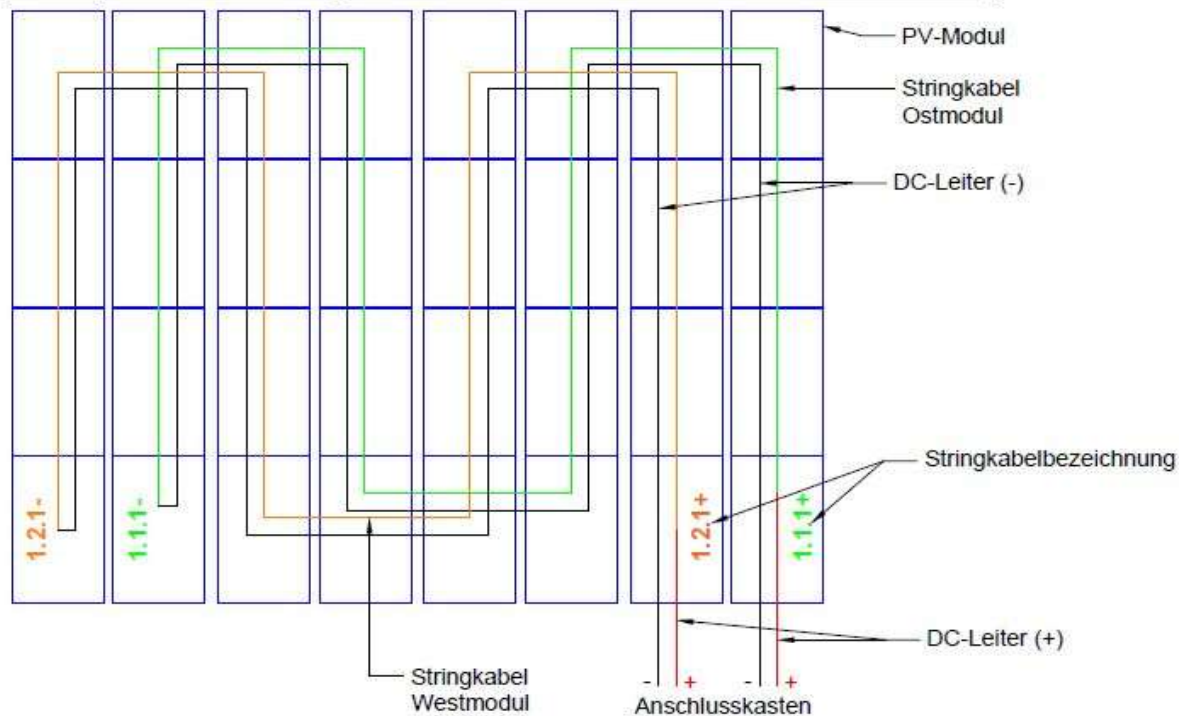 PV-Modul
Stringkabel
Ostmodul
DC-Leiter (-)
Stringkabelbezeichnung
1.2.1-
1.1.1-
1.2.1+
1.1.1+
DC-Leiter (+)
Stringkabel
Westmodul
- + - +
Anschlusskasten